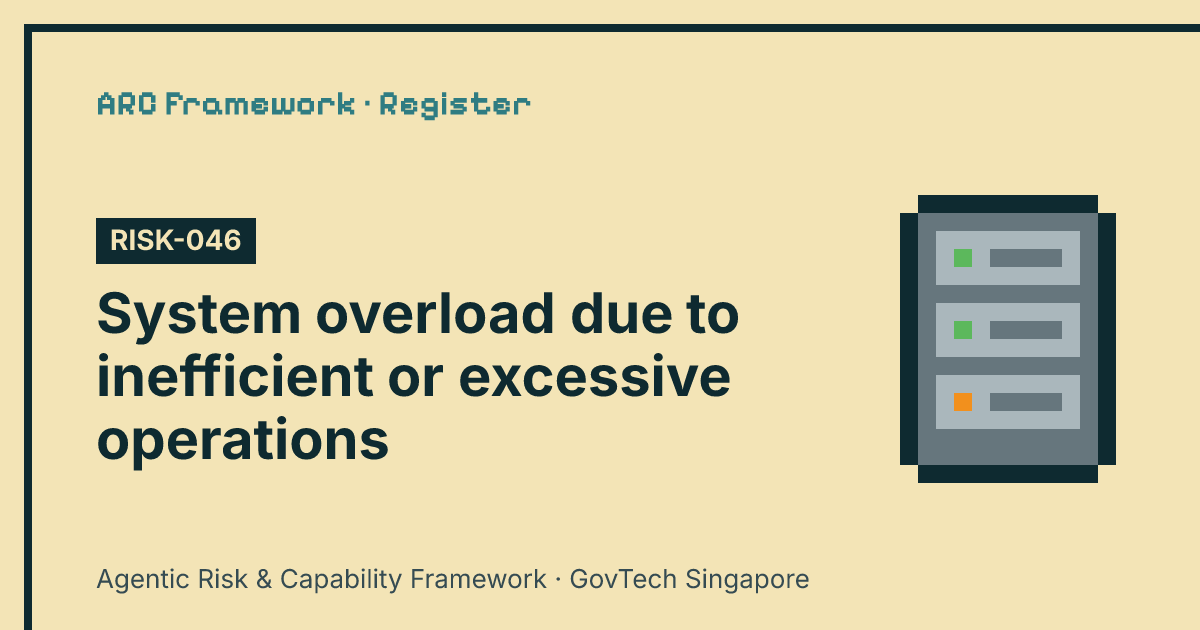 ARC Framework · Register
RISK-046
System overload due to
inefficient or excessive
operations
Agentic Risk & Capability Framework · GovTech Singapore